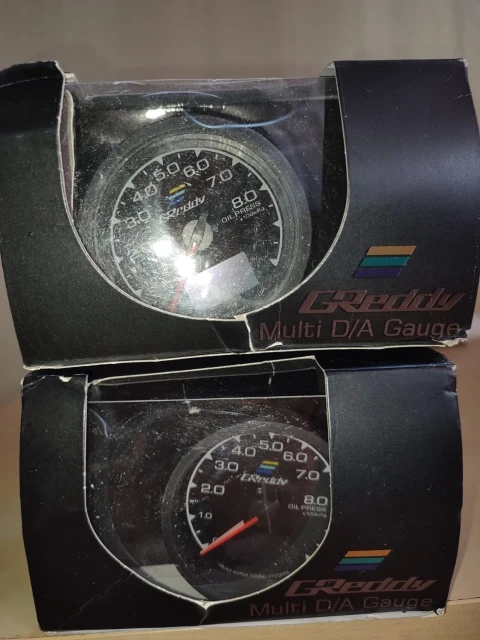 3.0
4.0
5.0
6.0
7.0
8.0
GReddy
OIL PRESS
x100kPa
GReddy
Multi D/A Gauge
1.0
2.0
3.0
4.0
5.0
6.0
7.0
8.0
GReddy
OIL PRESS
x100kPa
GReddy
Multi D/A Gauge